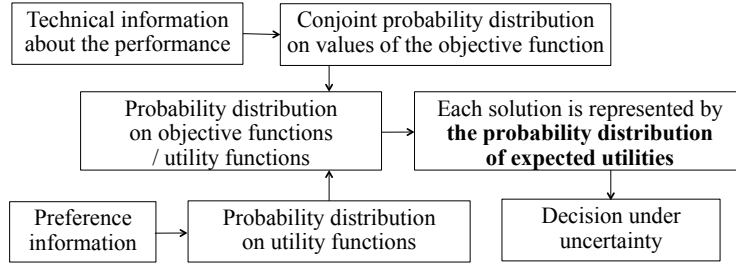 Technical information
about the performance
Conjoint probability distribution
on values of the objective function
Probability distribution
on objective functions
/ utility functions
Each solution is represented by
the probability distribution
of expected utilities
Preference
information
Probability distribution
on utility functions
Decision under
uncertainty